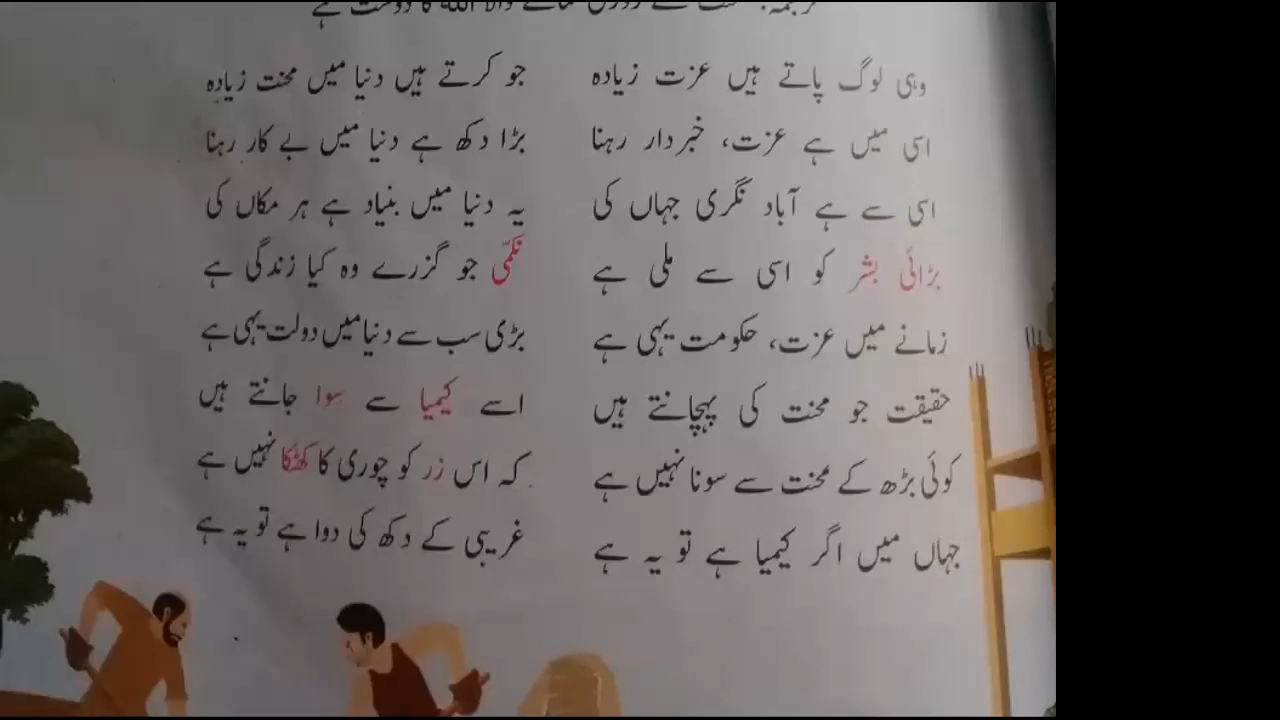 والا اللہ کا دوست ہے
وہی لوگ پاتے ہیں عزت زیادہ جو کرتے ہیں دنیا میں محنت زیادہ
اسی میں ہے عزت، خبردار رہنا بڑا دکھ ہے دنیا میں بے کار رہنا
اسی سے ہے آباد نگری جہاں کی یہ دنیا میں بنیاد ہے ہر مکاں کی
بڑائی بشر کو اسی سے ملی ہے نکمّی جو گزرے وہ کیا زندگی ہے
زمانے میں عزت، حکومت یہی ہے بڑی سب سے دنیا میں دولت یہی ہے
حقیقت جو محنت کی پہچانتے ہیں اسے کیمیا سے سوا جانتے ہیں
کوئی بڑھ کے محنت سے سونا نہیں ہے کہ اس زر کو چوری کا کھٹکا نہیں ہے
جہاں میں اگر کیمیا ہے تو یہ ہے غریبی کے دکھ کی دوا ہے تو یہ ہے